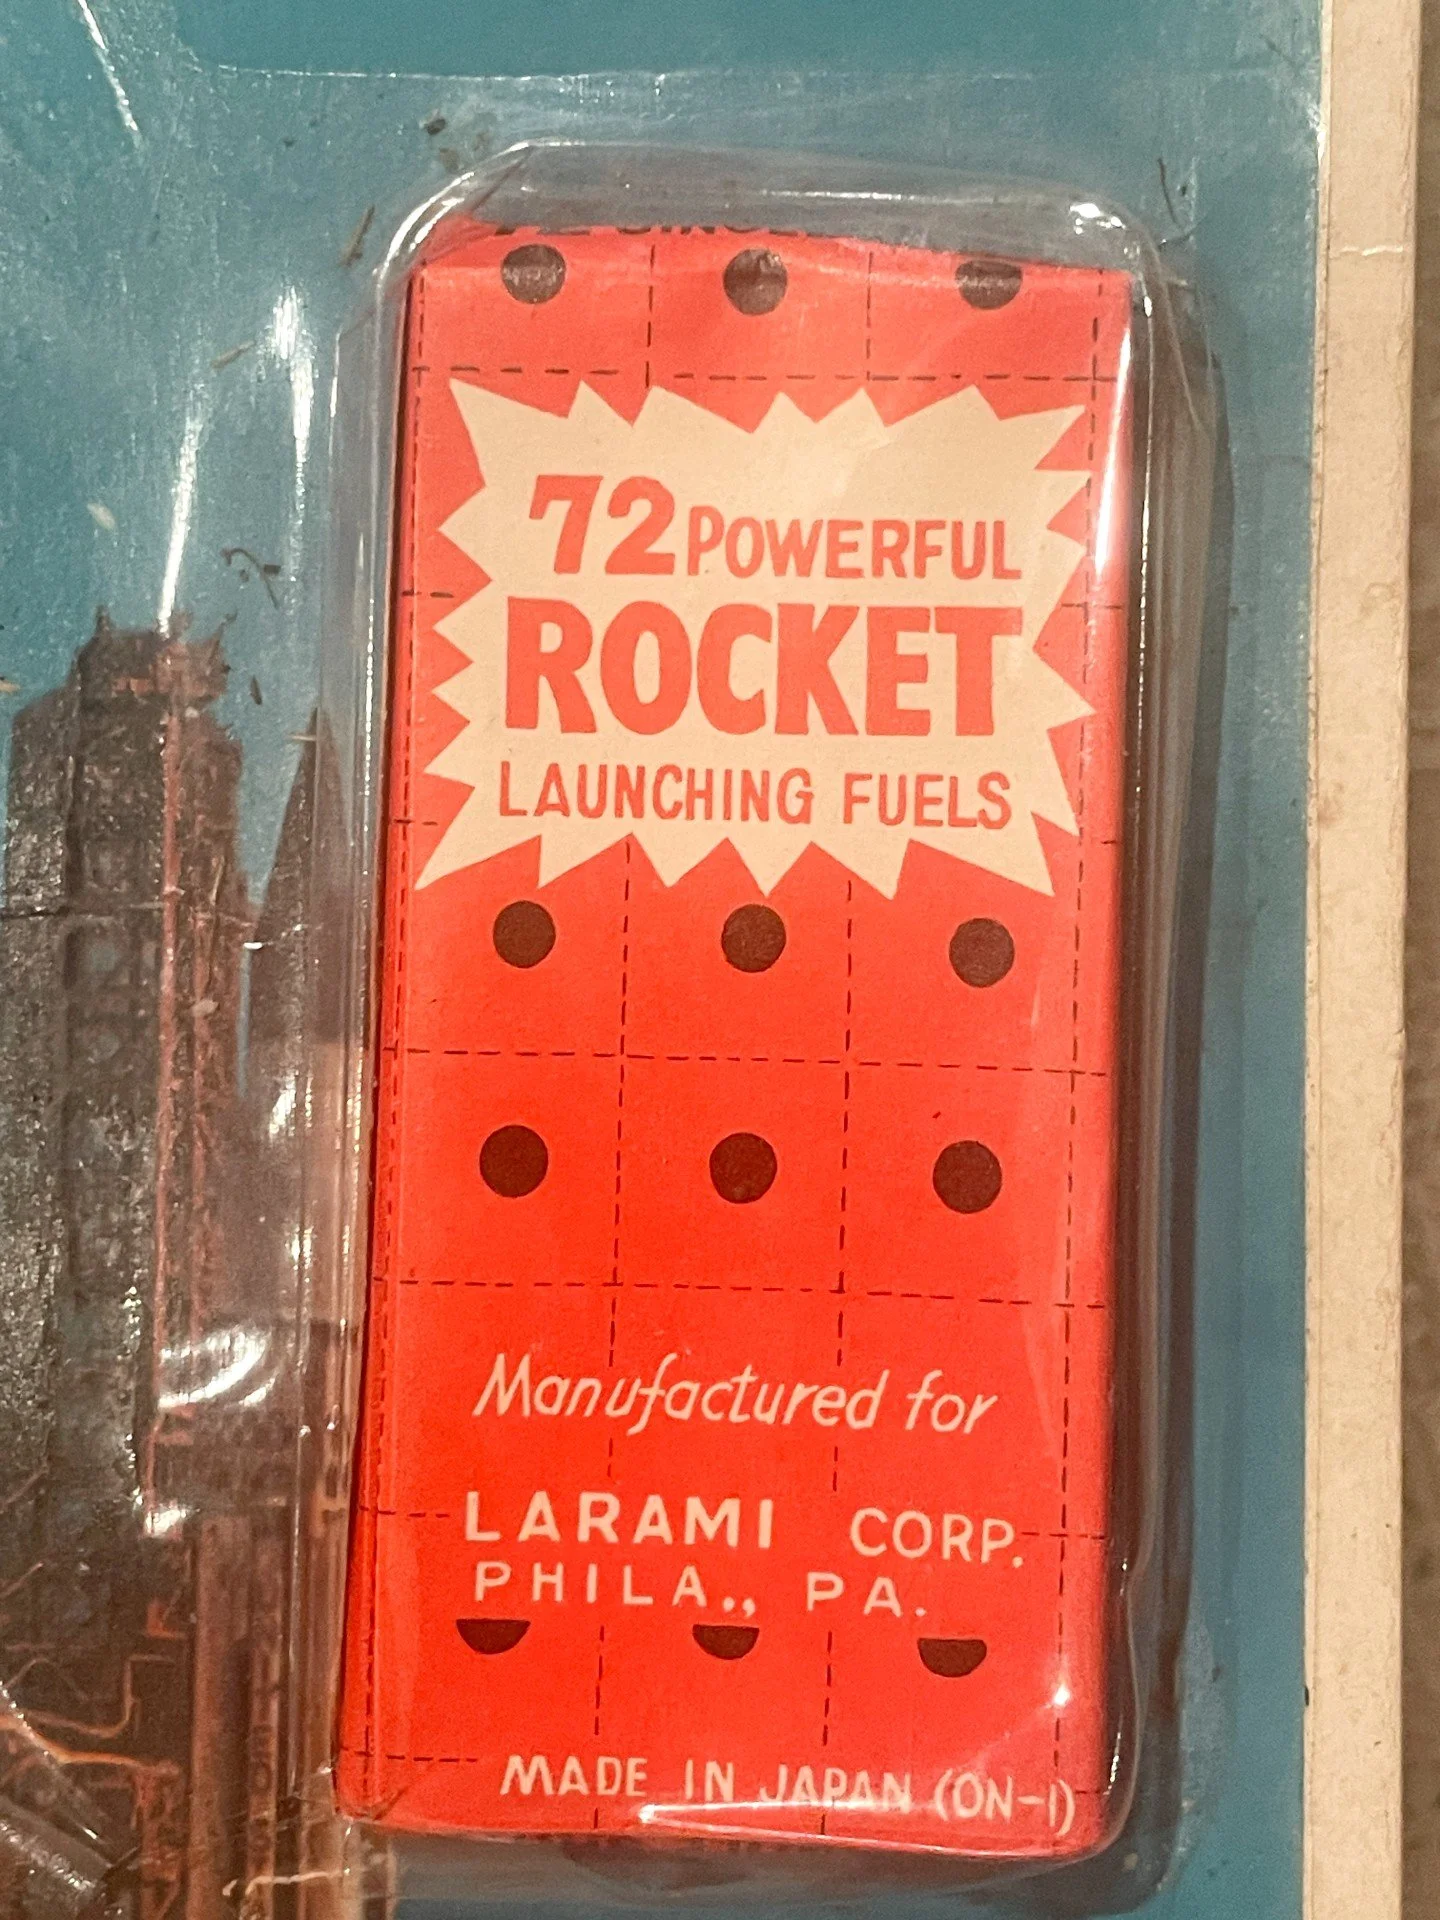 72 POWERFUL
ROCKET
LAUNCHING FUELS
Manufactured for
LARAMI CORP.
PHILA., PA.
MADE IN JAPAN (ON-1)